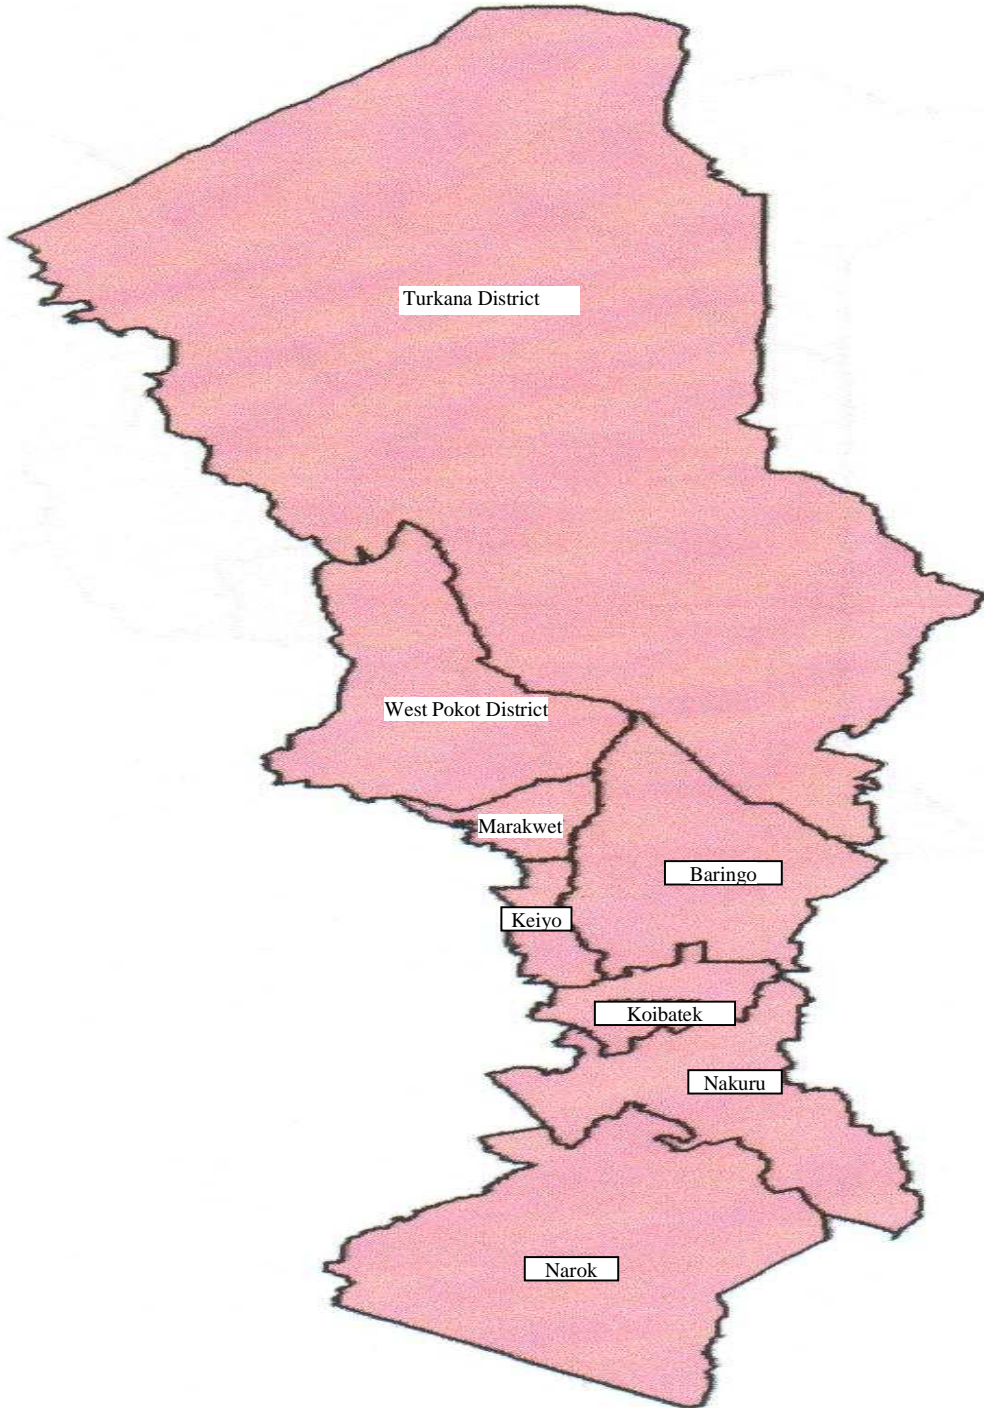 Turkana District
West Pokot District
Marakwet
Baringo
Keiyo
Koibatek
Nakuru
Narok